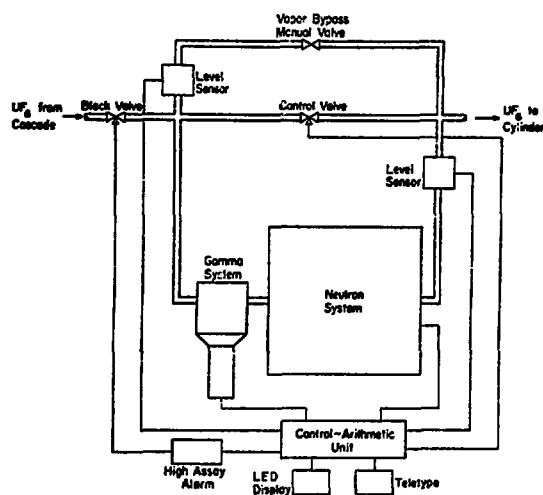 Vapor Bypass
Manual Valve
Level
Sensor
UF6 from
Cascade
Block Valve
Control Valve
UF6 to
Cylinder
Level
Sensor
Gamma
System
Neutron
System
Control-Arithmetic
Unit
High Assay
Alarm
LED
Display
Teletype